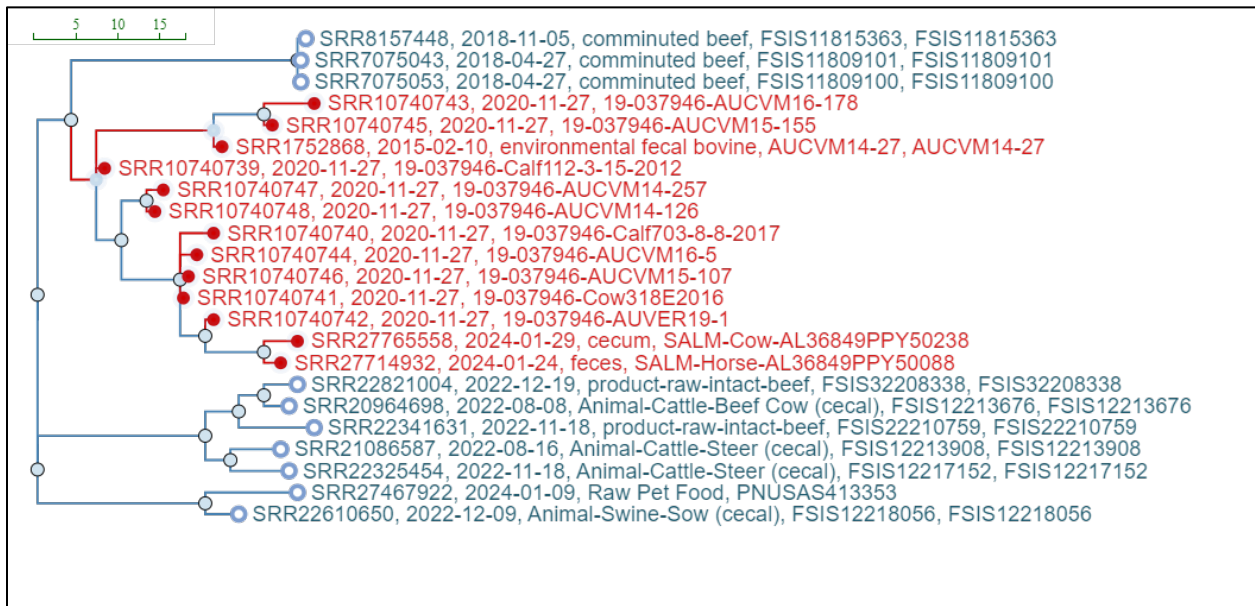 5 10 15
SRR8157448, 2018-11-05, comminuted beef, FSIS11815363, FSIS11815363
SRR7075043, 2018-04-27, comminuted beef, FSIS11809101, FSIS11809101
SRR7075053, 2018-04-27, comminuted beef, FSIS11809100, FSIS11809100
SRR10740743, 2020-11-27, 19-037946-AUCVM16-178
SRR10740745, 2020-11-27, 19-037946-AUCVM15-155
SRR1752868, 2015-02-10, environmental fecal bovine, AUCVM14-27, AUCVM14-27
SRR10740739, 2020-11-27, 19-037946-Calf112-3-15-2012
SRR10740747, 2020-11-27, 19-037946-AUCVM14-257
SRR10740748, 2020-11-27, 19-037946-AUCVM14-126
SRR10740740, 2020-11-27, 19-037946-Calf703-8-8-2017
SRR10740744, 2020-11-27, 19-037946-AUCVM16-5
SRR10740746, 2020-11-27, 19-037946-AUCVM15-107
SRR10740741, 2020-11-27, 19-037946-Cow318E2016
SRR10740742, 2020-11-27, 19-037946-AUVER19-1
SRR27765558, 2024-01-29, cecum, SALM-Cow-AL36849PPY50238
SRR27714932, 2024-01-24, feces, SALM-Horse-AL36849PPY50088
SRR22821004, 2022-12-19, product-raw-intact-beef, FSIS32208338, FSIS32208338
SRR20964698, 2022-08-08, Animal-Cattle-Beef Cow (cecal), FSIS12213676, FSIS12213676
SRR22341631, 2022-11-18, product-raw-intact-beef, FSIS22210759, FSIS22210759
SRR21086587, 2022-08-16, Animal-Cattle-Steer (cecal), FSIS12213908, FSIS12213908
SRR22325454, 2022-11-18, Animal-Cattle-Steer (cecal), FSIS12217152, FSIS12217152
SRR27467922, 2024-01-09, Raw Pet Food, PNUSAS413353
SRR22610650, 2022-12-09, Animal-Swine-Sow (cecal), FSIS12218056, FSIS12218056